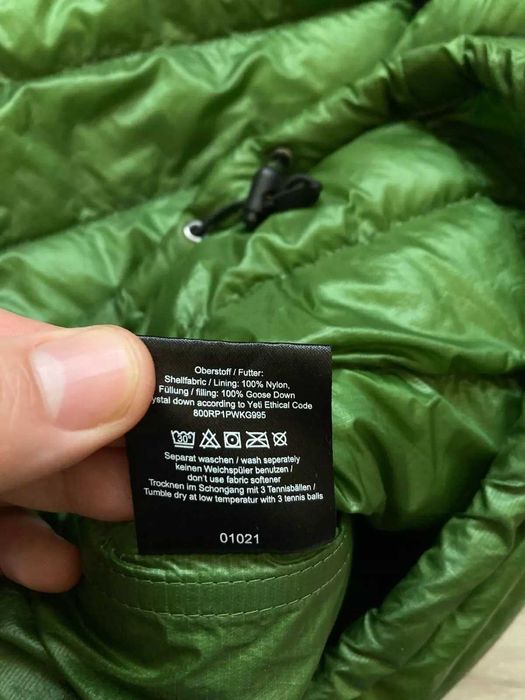 Oberstoff / Futter:
Shellfabric / Lining: 100% Nylon,
Füllung / filling: 100% Goose Down
ystal down according to Yeti Ethical Code
800RP1PWKG995
30°
Separat waschen / wash seperately
keinen Weichspüler benutzen /
don't use fabric softener
Trocknen im Schongang mit 3 Tennisbällen /
Tumble dry at low temperatur with 3 tennis balls
01021